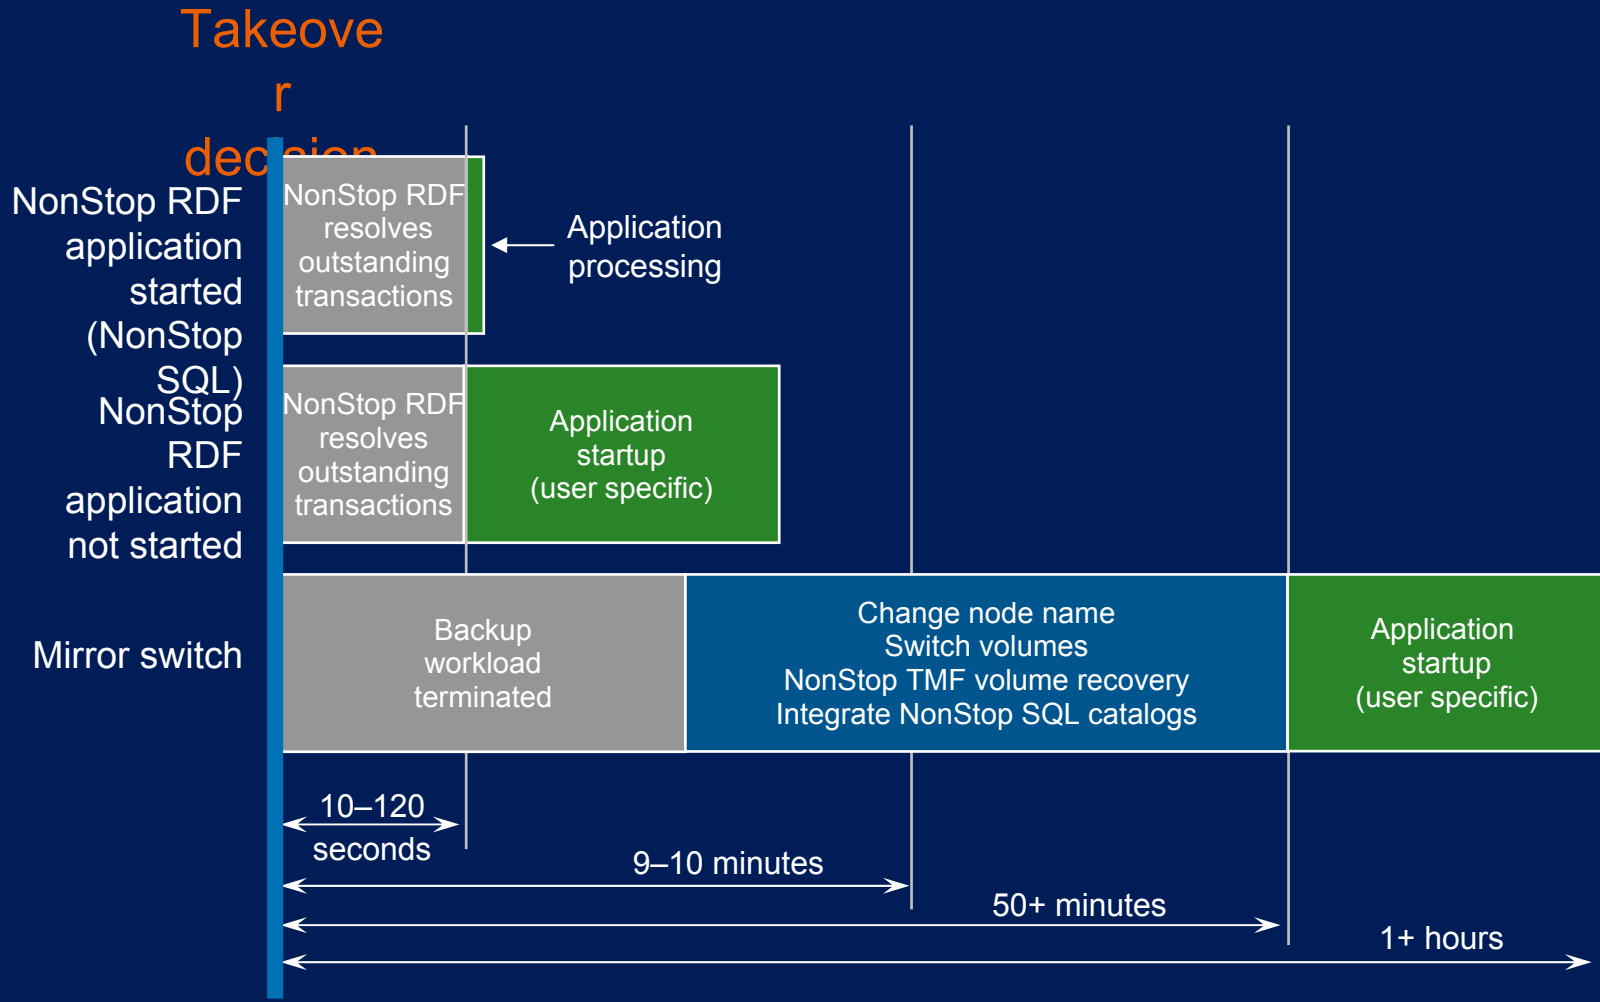 Takeove
r
decision
NonStop RDF
application
started
(NonStop
SQL)
NonStop RDF
resolves
outstanding
transactions
Application
processing
NonStop
RDF
application
not started
NonStop RDF
resolves
outstanding
transactions
Application
startup
(user specific)
Mirror switch
Backup
workload
terminated
Change node name
Switch volumes
NonStop TMF volume recovery
Integrate NonStop SQL catalogs
Application
startup
(user specific)
10–120
seconds
9–10 minutes
50+ minutes
1+ hours